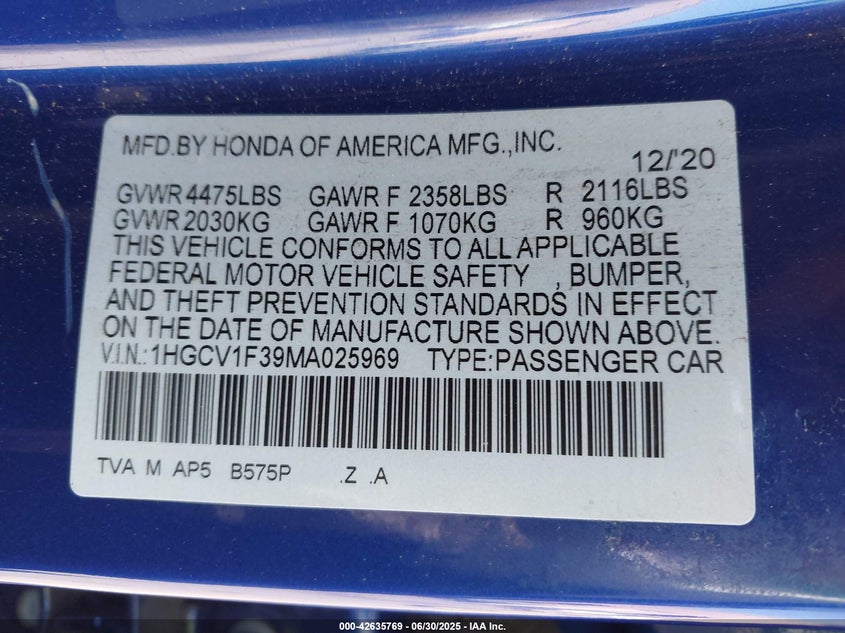 MFD.BY HONDA OF AMERICA MFG.,INC.
12/'20
GVWR 4475LBS GAWR F 2358LBS R 2116LBS
GVWR 2030KG GAWR F 1070KG R 960KG
THIS VEHICLE CONFORMS TO ALL APPLICABLE
FEDERAL MOTOR VEHICLE SAFETY , BUMPER,
AND THEFT PREVENTION STANDARDS IN EFFECT
ON THE DATE OF MANUFACTURE SHOWN ABOVE.
V.I.N.:1HGCV1F39MA025969 TYPE:PASSENGER CAR
TVA M AP5 B575P .Z .A
000-42635769 - 06/30/2025 - IAA Inc.